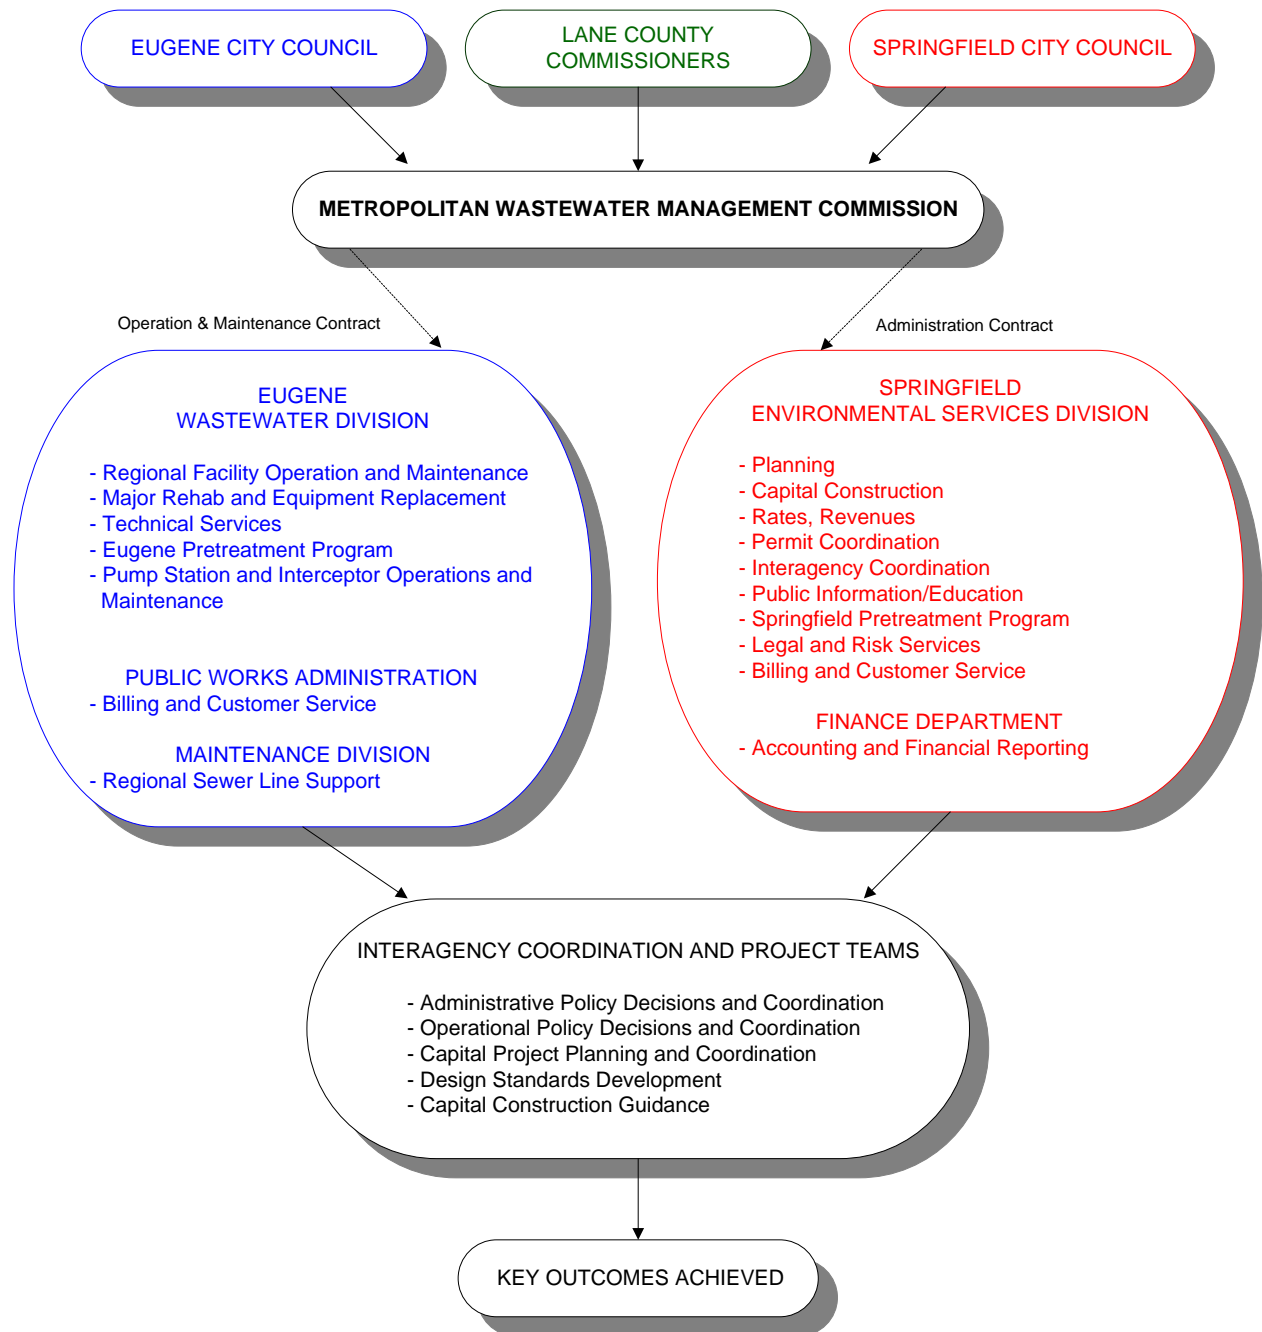 EUGENE CITY COUNCIL
LANE COUNTY
COMMISSIONERS
SPRINGFIELD CITY COUNCIL
METROPOLITAN WASTEWATER MANAGEMENT COMMISSION
Operation & Maintenance Contract
Administration Contract
EUGENE
WASTEWATER DIVISION
- Regional Facility Operation and Maintenance
- Major Rehab and Equipment Replacement
- Technical Services
- Eugene Pretreatment Program
- Pump Station and Interceptor Operations and
Maintenance
PUBLIC WORKS ADMINISTRATION
- Billing and Customer Service
MAINTENANCE DIVISION
- Regional Sewer Line Support
SPRINGFIELD
ENVIRONMENTAL SERVICES DIVISION
- Planning
- Capital Construction
- Rates, Revenues
- Permit Coordination
- Interagency Coordination
- Public Information/Education
- Springfield Pretreatment Program
- Legal and Risk Services
- Billing and Customer Service
FINANCE DEPARTMENT
- Accounting and Financial Reporting
INTERAGENCY COORDINATION AND PROJECT TEAMS
- Administrative Policy Decisions and Coordination
- Operational Policy Decisions and Coordination
- Capital Project Planning and Coordination
- Design Standards Development
- Capital Construction Guidance
KEY OUTCOMES ACHIEVED